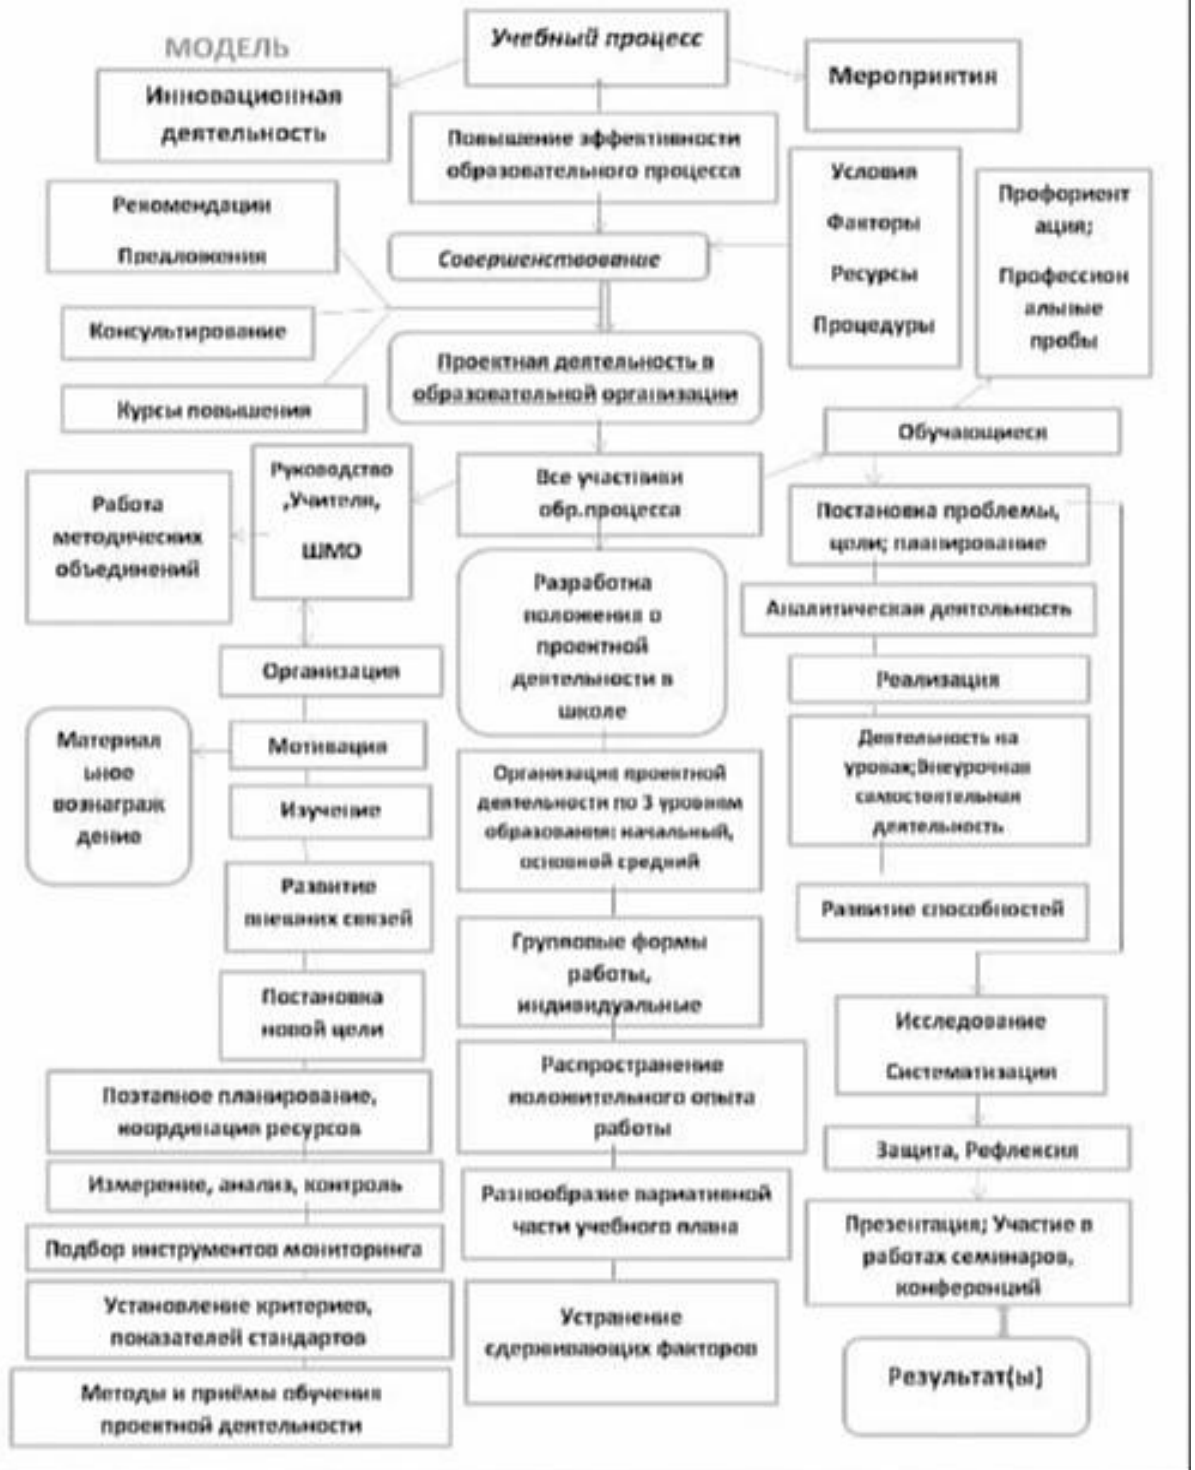 МОДЕЛЬ
Учебный процесс
Инновационная
деятельность
Мероприятия
Повышение эффективности
образовательного процесса
Рекомендации
Предложения
Условия
Факторы
Ресурсы
Процедуры
Профориент
ация;
Профессион
альные
пробы
Совершенствование
Консультирование
Проектная деятельность в
образовательной организации
Курсы повышения
Обучающиеся
Руководство
,Учителя,
ШМО
Все участники
обр.процесса
Работа
методических
объединений
Постановка проблемы,
цели; планирование
Разработка
положения о
проектной
деятельности в
школе
Аналитическая деятельность
Организация
Реализация
Материал
ьное
вознаграж
дение
Мотивация
Деятельность на
уроках;Внеурочная
самостоятельная
деятельность
Изучение
Организация проектной
деятельности по 3 уровням
образования: начальный,
основной средний
Развитие
внешних связей
Развитие способностей
Групповые формы
работы,
индивидуальные
Постановка
новой цели
Исследование
Систематизация
Распространение
положительного опыта
работы
Поэтапное планирование,
координация ресурсов
Защита, Рефлексия
Измерение, анализ, контроль
Разнообразие вариативной
части учебного плана
Презентация; Участие в
работах семинаров,
конференций
Подбор инструментов мониторинга
Установление критериев,
показателей стандартов
Устранение
сдерживающих факторов
Результат(ы)
Методы и приёмы обучения
проектной деятельности